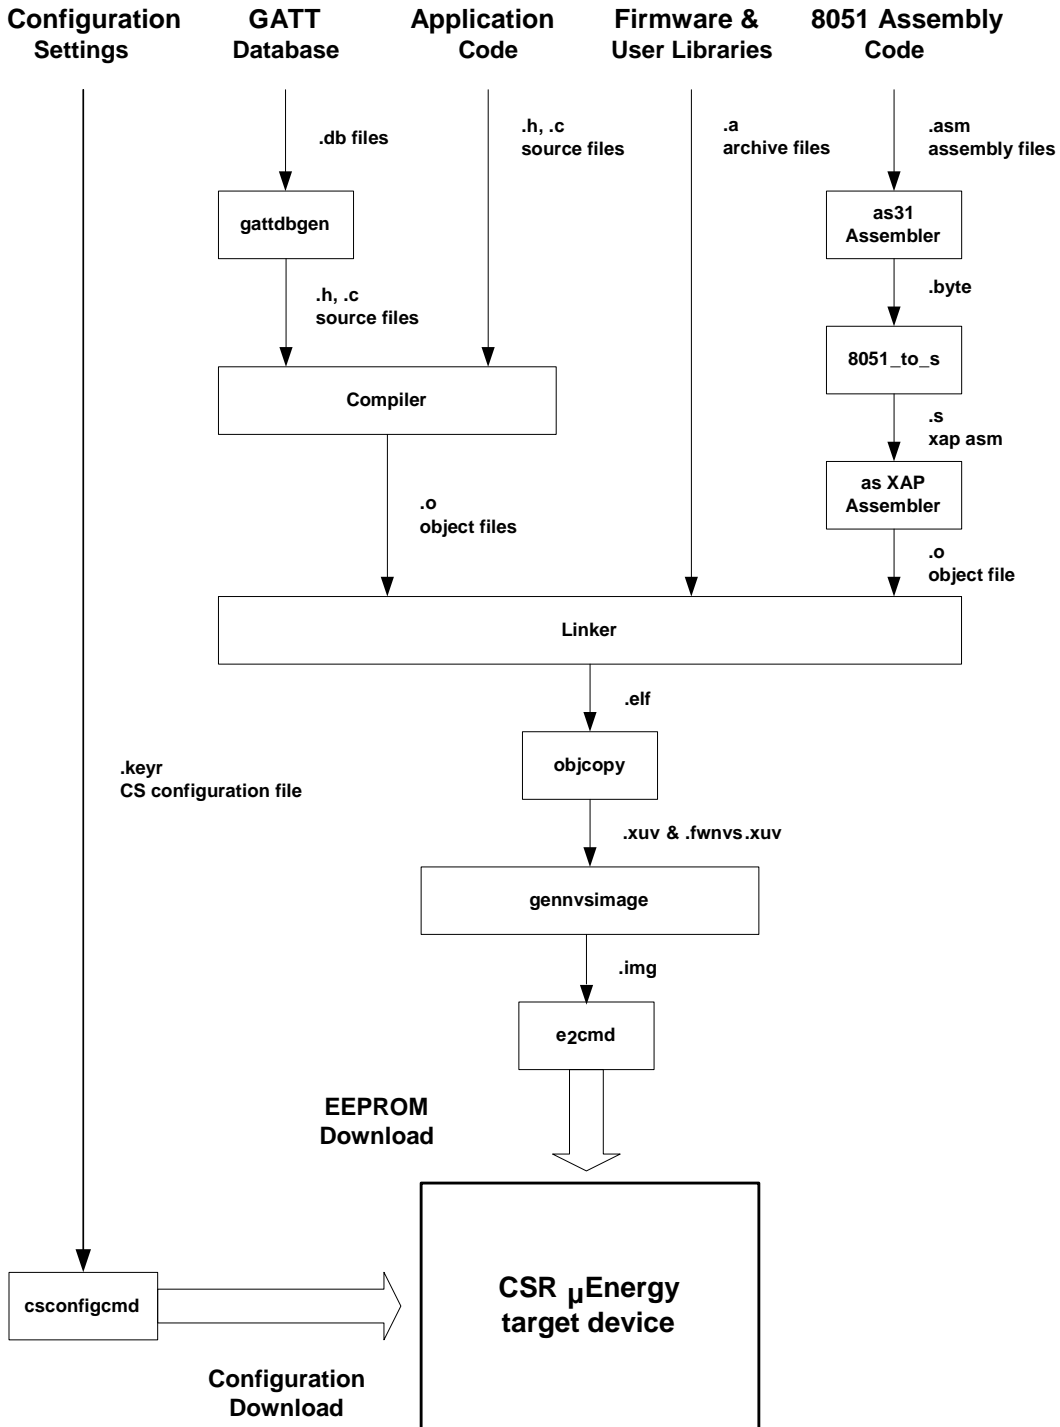 Configuration
Settings
GATT
Database
Application
Code
Firmware &
User Libraries
8051 Assembly
Code
.db files
.h, .c
source files
.a
archive files
.asm
assembly files
gattdbgen
as31
Assembler
.h, .c
source files
.byte
8051_to_s
Compiler
.s
xap asm
as XAP
Assembler
.o
object files
.o
object file
Linker
.elf
objcopy
.keyr
CS configuration file
.xuv & .fwnvs.xuv
gennvsimage
.img
e2cmd
EEPROM
Download
CSR µEnergy
target device
csconfigcmd
Configuration
Download